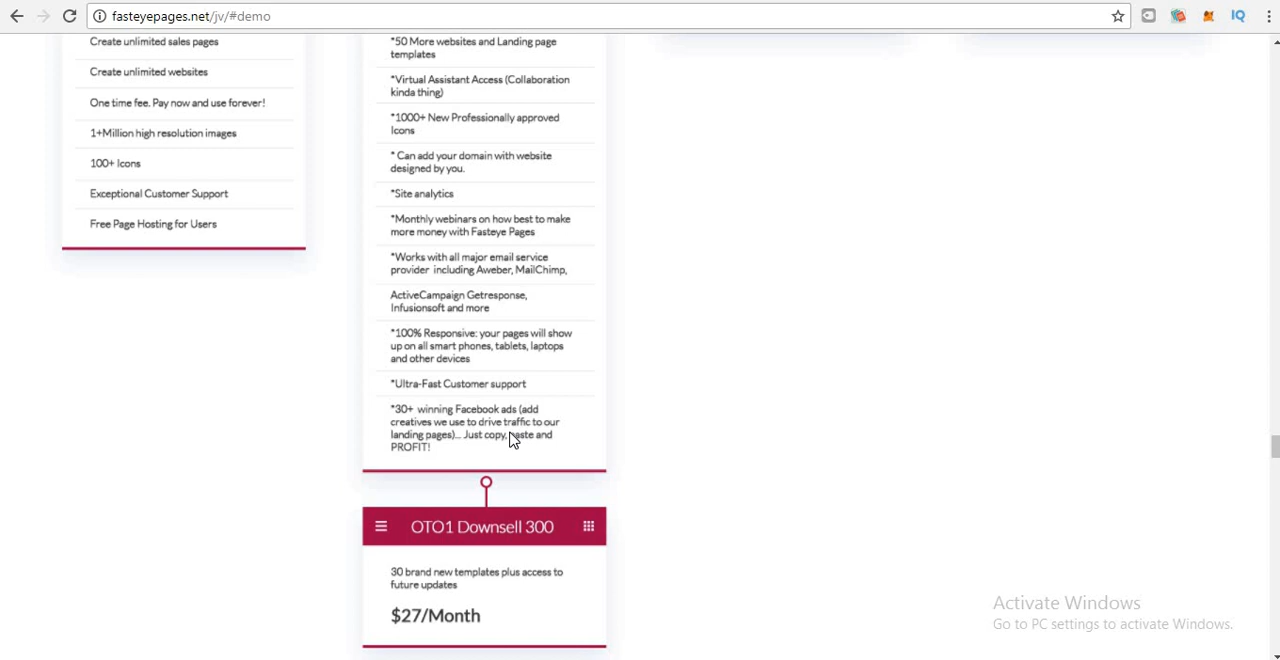 fasteyepages.net/jv/#demo
IQ
Create unlimited sales pages
Create unlimited websites
One time fee. Pay now and use forever!
1+Million high resolution images
100+ Icons
Exceptional Customer Support
Free Page Hosting for Users
*50 More websites and Landing page
templates
*Virtual Assistant Access (Collaboration
kinda thing)
*1000+ New Professionally approved
Icons
* Can add your domain with website
designed by you.
*Site analytics
*Monthly webinars on how best to make
more money with Fasteye Pages
*Works with all major email service
provider including Aweber, MailChimp,
ActiveCampaign Getresponse,
Infusionsoft and more
*100% Responsive: your pages will show
up on all smart phones, tablets, laptops
and other devices
*Ultra-Fast Customer support
*30+ winning Facebook ads (add
creatives we use to drive traffic to our
landing pages)... Just copy, paste and
PROFIT!
OTO1 Downsell 300
30 brand new templates plus access to
future updates
$27/Month
Activate Windows
Go to PC settings to activate Windows.